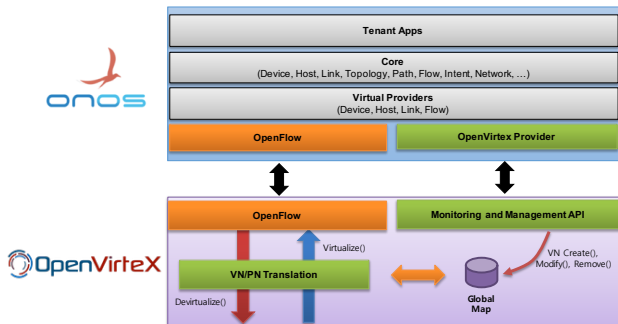 Tenant Apps
Core
(Device, Host, Link, Topology, Path, Flow, Intent, Network, …)
onos
Virtual Providers
(Device, Host, Link, Flow)
OpenFlow
OpenVirtex Provider
OpenFlow
Monitoring and Management API
Virtualize()
VN Create(),
Modify(), Remove()
OpenVirteX
VN/PN Translation
Devirtualize()
Global
Map